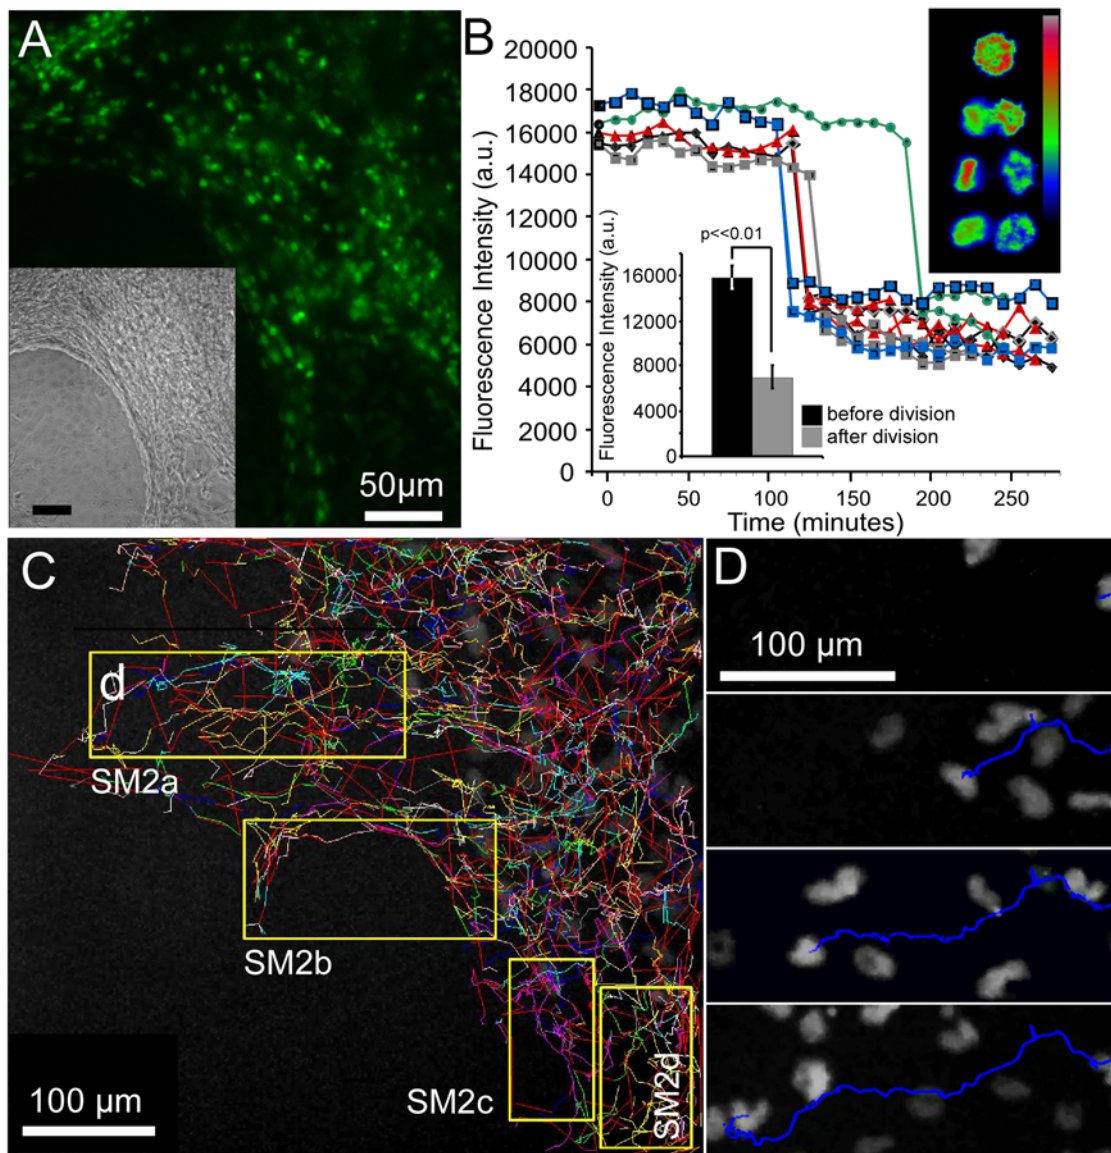 A
50μm
B
Fluorescence Intensity (a.u.)
20000
18000
16000
14000
12000
10000
8000
6000
4000
2000
0
0 50 100 150 200 250
Time (minutes)
Fluorescence Intensity (a.u.)
16000
12000
8000
4000
0
p<<0.01
before division
after division
C
d
SM2a
SM2b
SM2c
SM2d
100 μm
D
100 μm